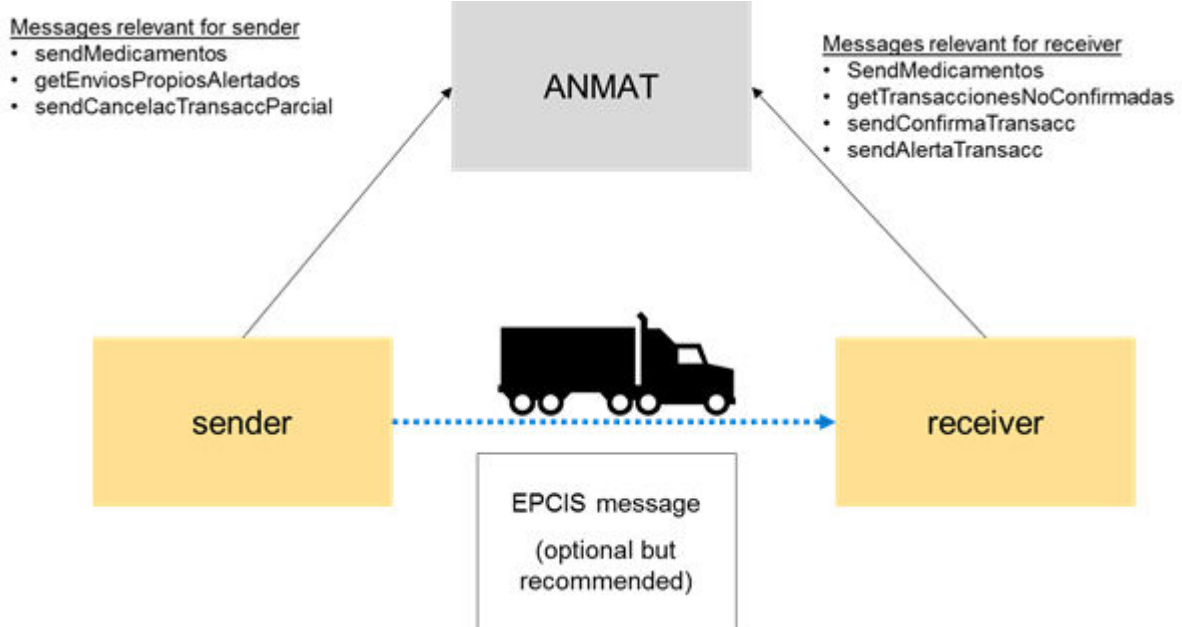 Messages relevant for sender
• sendMedicamentos
• getEnviosPropiosAlertados
• sendCancelacTransaccParcial
ANMAT
Messages relevant for receiver
• SendMedicamentos
• getTransaccionesNoConfirmadas
• sendConfirmaTransacc
• sendAlertaTransacc
sender
receiver
EPCIS message
(optional but
recommended)